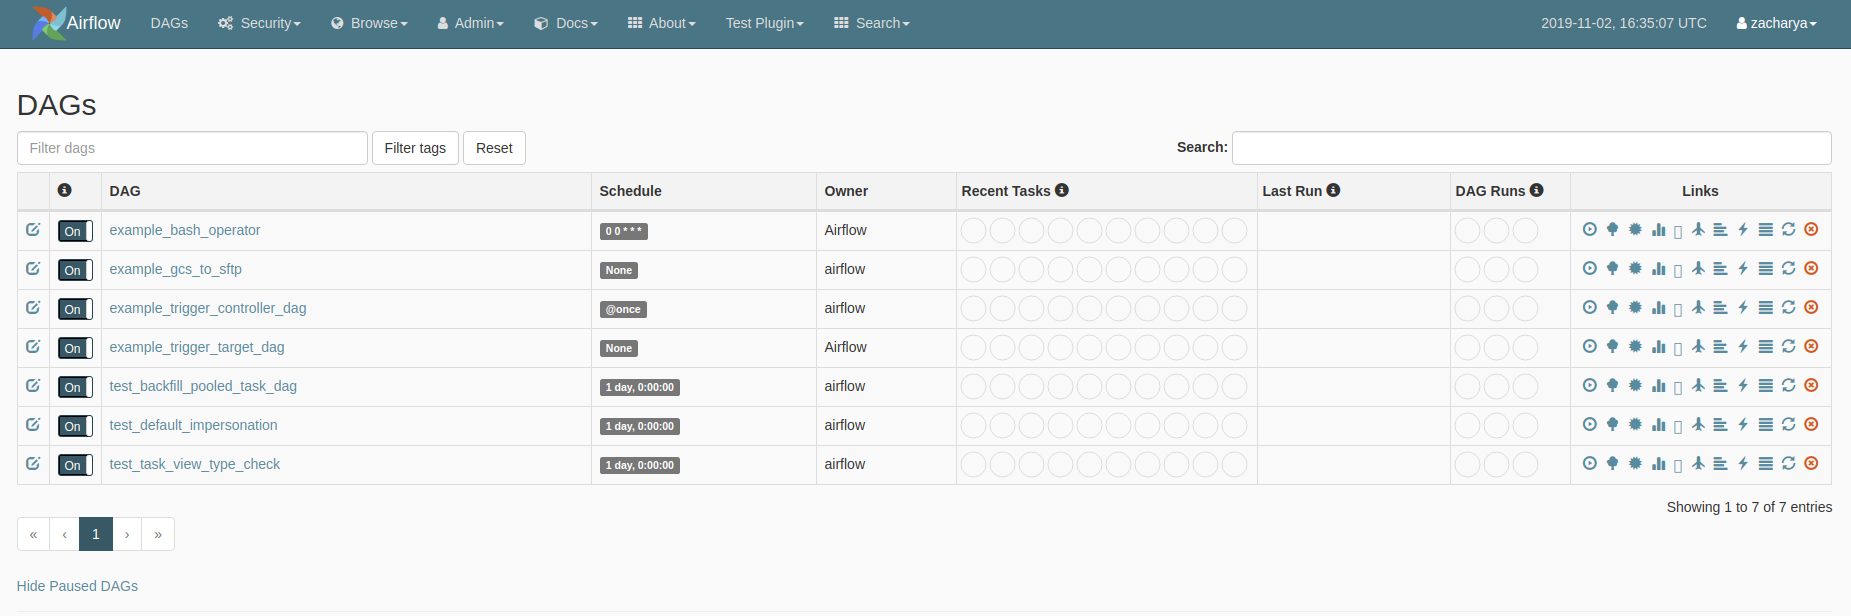 Airflow DAGs Security Browse Admin Docs About Test Plugin Search 2019-11-02, 16:35:07 UTC zacharya
DAGs
Filter dags Filter tags Reset Search:
DAG Schedule Owner Recent Tasks Last Run DAG Runs Links
On example_bash_operator 0 0 * * * Airflow
On example_gcs_to_sftp None airflow
On example_trigger_controller_dag @once airflow
On example_trigger_target_dag None Airflow
On test_backfill_pooled_task_dag 1 day, 0:00:00 airflow
On test_default_impersonation 1 day, 0:00:00 airflow
On test_task_view_type_check 1 day, 0:00:00 airflow
Showing 1 to 7 of 7 entries
« ‹ 1 › »
Hide Paused DAGs